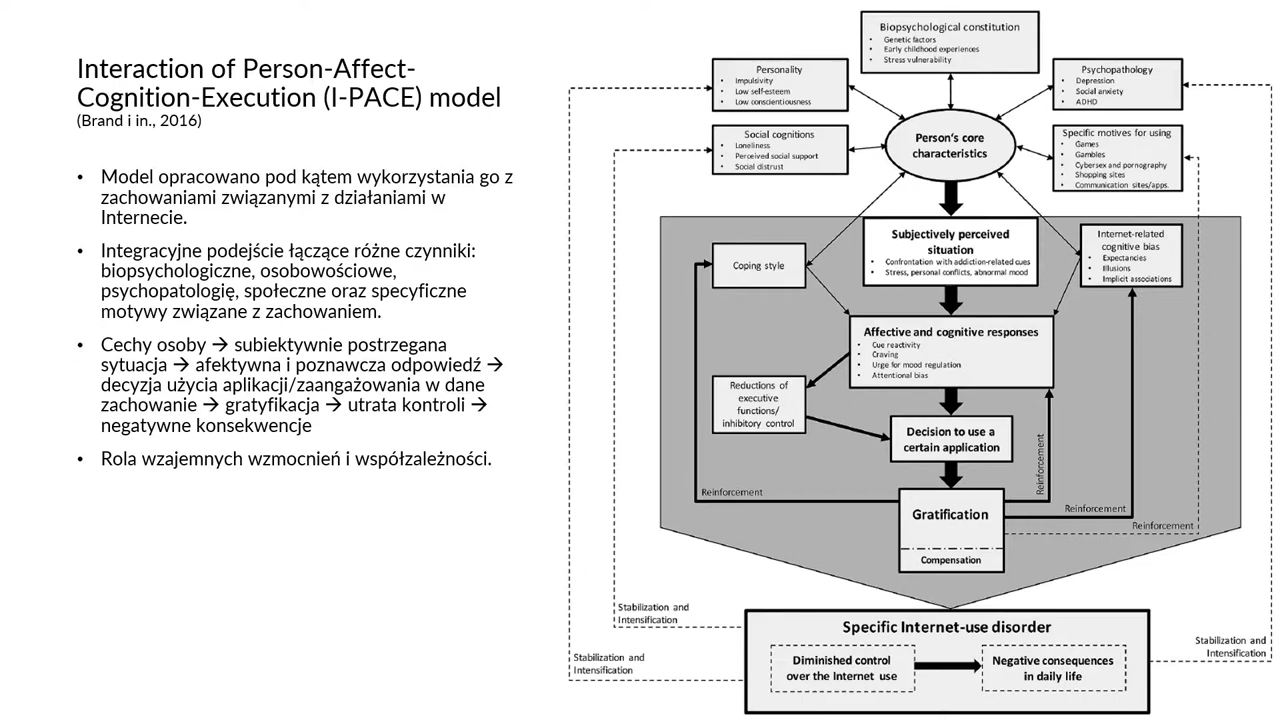 Interaction of Person-Affect-
Cognition-Execution (I-PACE) model
(Brand i in., 2016)
• Model opracowano pod kątem wykorzystania go z
zachowaniami związanymi z działaniami w
Internecie.
• Integracyjne podejście łączące różne czynniki:
biopsychologiczne, osobowościowe,
psychopatologię, społeczne oraz specyficzne
motywy związane z zachowaniem.
• Cechy osoby → subiektywnie postrzegana
sytuacja → afektywna i poznawcza odpowiedź →
decyzja użycia aplikacji/zaangażowania w dane
zachowanie → gratyfikacja → utrata kontroli →
negatywne konsekwencje
• Rola wzajemnych wzmocnień i współzależności.
Biopsychological constitution
• Genetic factors
• Early childhood experiences
• Stress vulnerability
Personality
• Impulsivity
• Low self-esteem
• Low conscientiousness
Psychopathology
• Depression
• Social anxiety
• ADHD
Social cognitions
• Loneliness
• Perceived social support
• Social distrust
Person's core
characteristics
Specific motives for using
• Games
• Gambles
• Cybersex and pornography
• Shopping sites
• Communication sites/apps.
Subjectively perceived
situation
• Confrontation with addiction-related cues
• Stress, personal conflicts, abnormal mood
Coping style
Internet-related
cognitive bias
• Expectancies
• Illusions
• Implicit associations
Affective and cognitive responses
• Cue reactivity
• Craving
• Urge for mood regulation
• Attentional bias
Reductions of
executive
functions/
inhibitory control
Decision to use a
certain application
Reinforcement
Reinforcement
Reinforcement
Reinforcement
Gratification
Compensation
Stabilization and
Intensification
Stabilization and
Intensification
Stabilization and
Intensification
Specific Internet-use disorder
Diminished control
over the Internet use
Negative consequences
in daily life